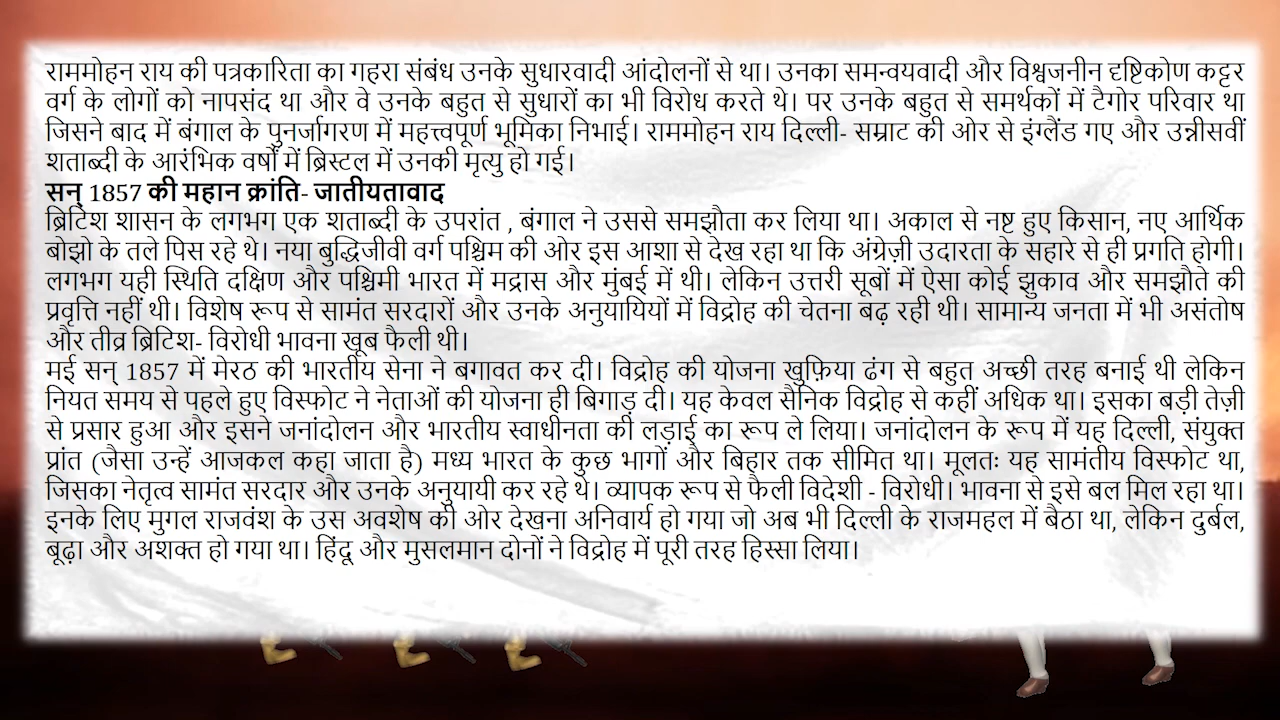 राममोहन राय की पत्रकारिता का गहरा संबंध उनके सुधारवादी आंदोलनों से था। उनका समन्वयवादी और विश्वजनीन दृष्टिकोण कट्टर
वर्ग के लोगों को नापसंद था और वे उनके बहुत से सुधारों का भी विरोध करते थे। पर उनके बहुत से समर्थकों में टैगोर परिवार था
जिसने बाद में बंगाल के पुनर्जागरण में महत्त्वपूर्ण भूमिका निभाई। राममोहन राय दिल्ली- सम्राट की ओर से इंग्लैंड गए और उन्नीसवीं
शताब्दी के आरंभिक वर्षों में ब्रिस्टल में उनकी मृत्यु हो गई।
सन् 1857 की महान क्रांति- जातीयतावाद
ब्रिटिश शासन के लगभग एक शताब्दी के उपरांत , बंगाल ने उससे समझौता कर लिया था। अकाल से नष्ट हुए किसान, नए आर्थिक
बोझो के तले पिस रहे थे। नया बुद्धिजीवी वर्ग पश्चिम की ओर इस आशा से देख रहा था कि अंग्रेज़ी उदारता के सहारे से ही प्रगति होगी।
लगभग यही स्थिति दक्षिण और पश्चिमी भारत में मद्रास और मुंबई में थी। लेकिन उत्तरी सूबों में ऐसा कोई झुकाव और समझौते की
प्रवृत्ति नहीं थी। विशेष रूप से सामंत सरदारों और उनके अनुयायियों में विद्रोह की चेतना बढ़ रही थी। सामान्य जनता में भी असंतोष
और तीव्र ब्रिटिश- विरोधी भावना खूब फैली थी।
मई सन् 1857 में मेरठ की भारतीय सेना ने बगावत कर दी। विद्रोह की योजना खुफ़िया ढंग से बहुत अच्छी तरह बनाई थी लेकिन
नियत समय से पहले हुए विस्फोट ने नेताओं की योजना ही बिगाड़ दी। यह केवल सैनिक विद्रोह से कहीं अधिक था। इसका बड़ी तेज़ी
से प्रसार हुआ और इसने जनांदोलन और भारतीय स्वाधीनता की लड़ाई का रूप ले लिया। जनांदोलन के रूप में यह दिल्ली, संयुक्त
प्रांत (जैसा उन्हें आजकल कहा जाता है) मध्य भारत के कुछ भागों और बिहार तक सीमित था। मूलतः यह सामंतीय विस्फोट था,
जिसका नेतृत्व सामंत सरदार और उनके अनुयायी कर रहे थे। व्यापक रूप से फैली विदेशी - विरोधी। भावना से इसे बल मिल रहा था।
इनके लिए मुगल राजवंश के उस अवशेष की ओर देखना अनिवार्य हो गया जो अब भी दिल्ली के राजमहल में बैठा था, लेकिन दुर्बल,
बूढ़ा और अशक्त हो गया था। हिंदू और मुसलमान दोनों ने विद्रोह में पूरी तरह हिस्सा लिया।